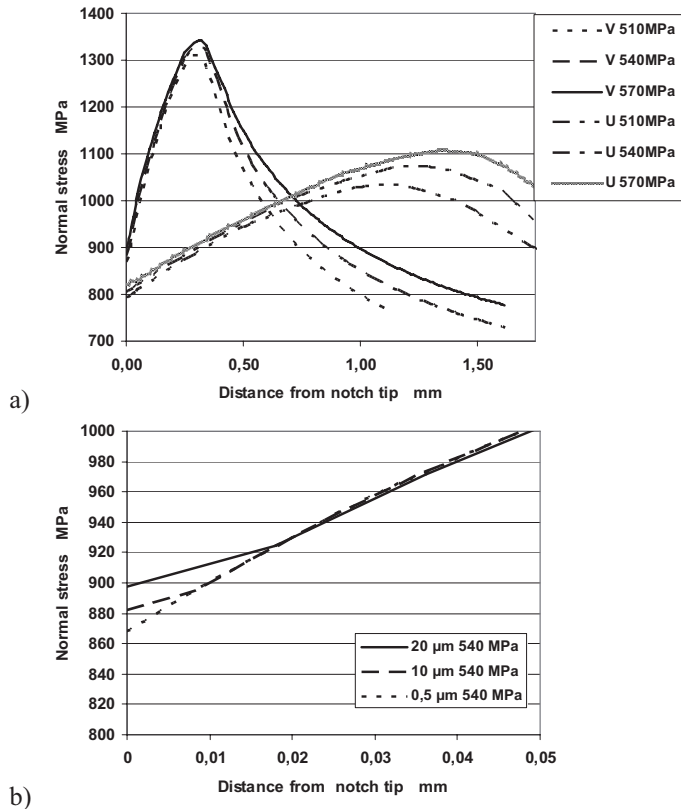 1400
1300
1200
1100
1000
900
800
700
Normal stress MPa
0,00 0,50 1,00 1,50
Distance from notch tip mm
V 510MPa
V 540MPa
V 570MPa
U 510MPa
U 540MPa
U 570MPa
a)
1000
980
960
940
920
900
880
860
840
820
800
Normal stress MPa
20 µm 540 MPa
10 µm 540 MPa
0,5 µm 540 MPa
0 0,01 0,02 0,03 0,04 0,05
Distance from notch tip mm
b)